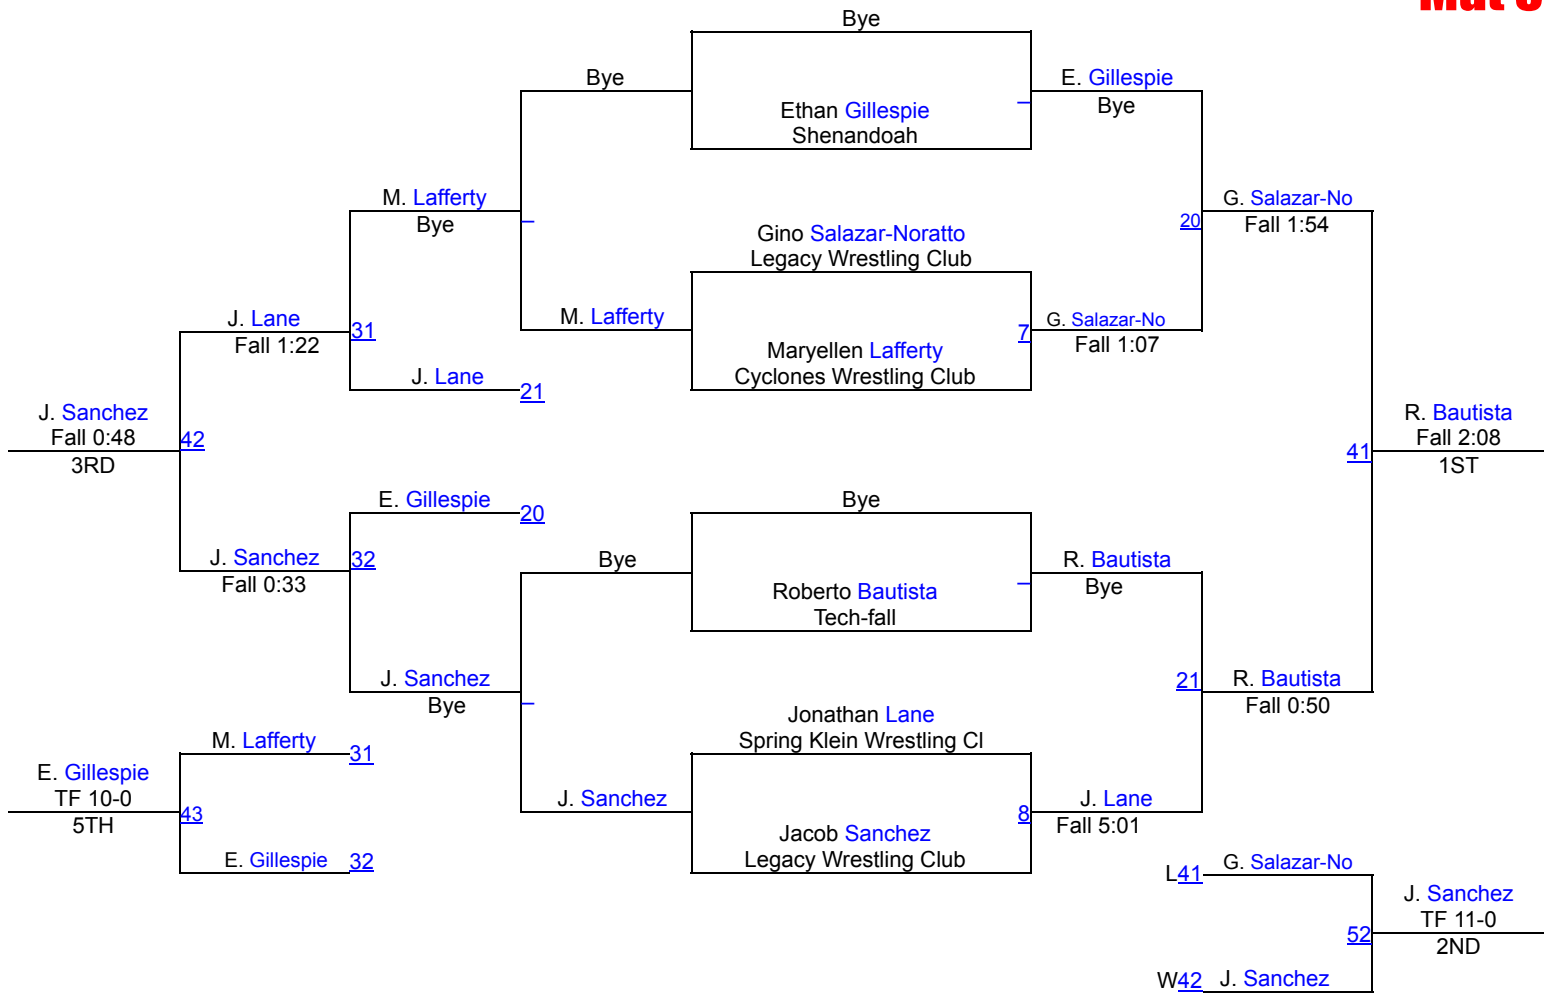 Bye
Bye
E. Gillespie
Bye
Ethan Gillespie
Shenandoah
M. Lafferty
Bye
G. Salazar-No
20
Fall 1:54
Gino Salazar-Noratto
Legacy Wrestling Club
J. Lane
31
Fall 1:22
M. Lafferty
7
G. Salazar-No
Fall 1:07
Maryellen Lafferty
Cyclones Wrestling Club
J. Lane
21
J. Sanchez
Fall 0:48
42
3RD
R. Bautista
Fall 2:08
41
1ST
E. Gillespie
20
Bye
J. Sanchez
32
Fall 0:33
Bye
R. Bautista
Bye
Roberto Bautista
Tech-fall
J. Sanchez
Bye
21
R. Bautista
Fall 0:50
Jonathan Lane
Spring Klein Wrestling Cl
M. Lafferty
31
E. Gillespie
TF 10-0
43
5TH
J. Sanchez
8
J. Lane
Fall 5:01
Jacob Sanchez
Legacy Wrestling Club
E. Gillespie
32
L41
G. Salazar-No
J. Sanchez
TF 11-0
52
2ND
W42
J. Sanchez